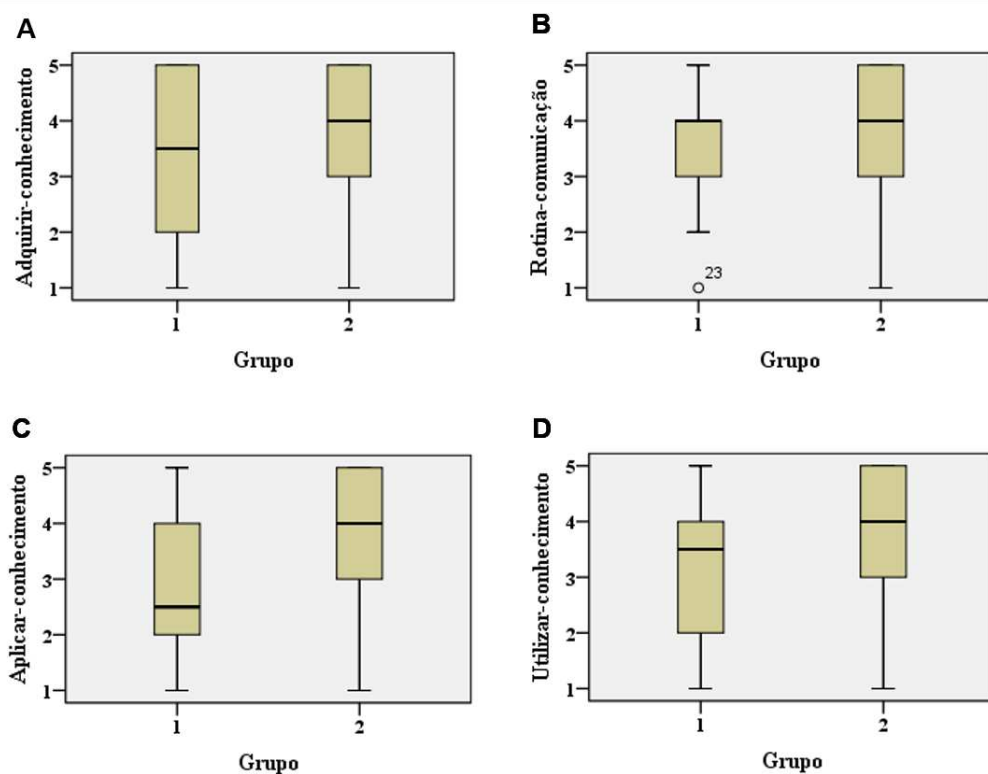 A
Adquirir-conhecimento
5
4
3
2
1
1
2
Grupo
B
Rotina-comunicação
5
4
3
2
1
23
1
2
Grupo
C
Aplicar-conhecimento
5
4
3
2
1
1
2
Grupo
D
Utilizar-conhecimento
5
4
3
2
1
1
2
Grupo